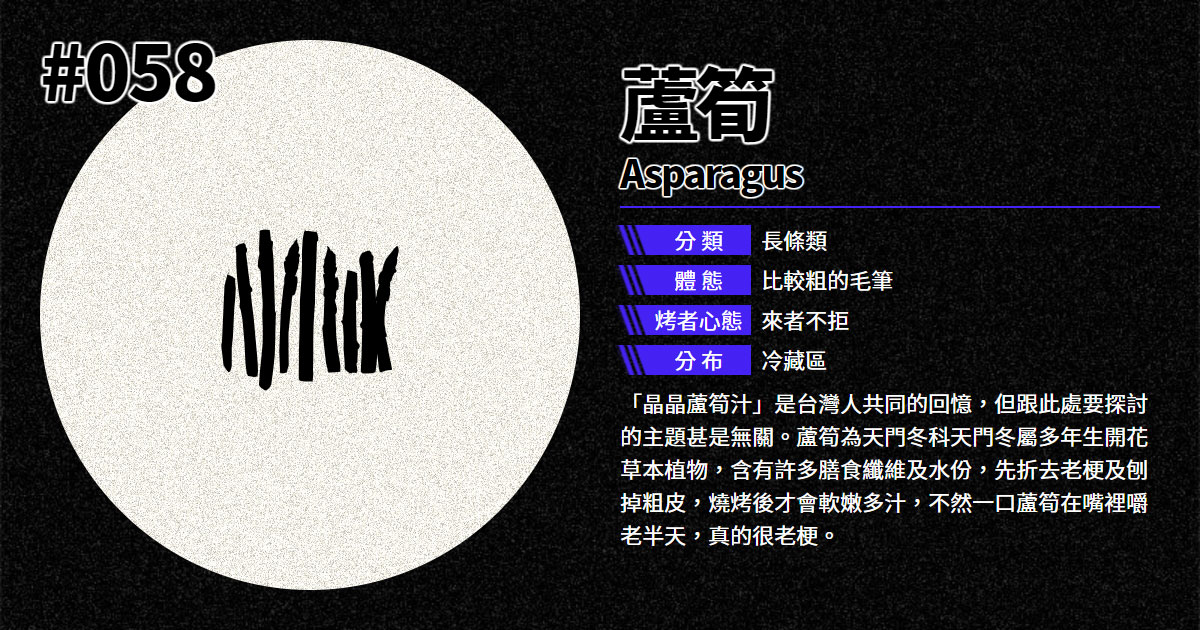 #058
蘆筍
Asparagus
分類 長條類
體態 比較粗的毛筆
烤者心態 來者不拒
分布 冷藏區
「晶晶蘆筍汁」是台灣人共同的回憶，但跟此處要探討
的主題甚是無關。蘆筍為天門冬科天門冬屬多年生開花
草本植物，含有許多膳食纖維及水份，先折去老梗及刨
掉粗皮，燒烤後才會軟嫩多汁，不然一口蘆筍在嘴裡嚼
老半天，真的很老梗。